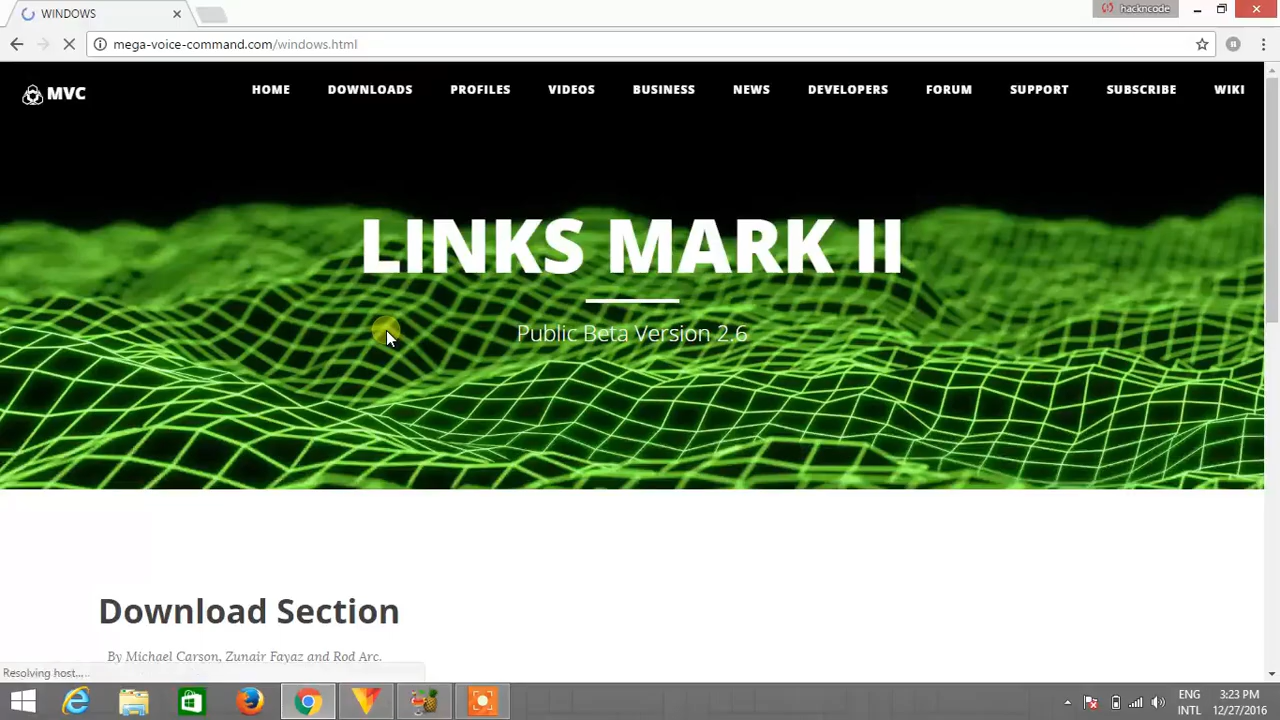 WINDOWS
hackncode
mega-voice-command.com/windows.html
MVC
HOME
DOWNLOADS
PROFILES
VIDEOS
BUSINESS
NEWS
DEVELOPERS
FORUM
SUPPORT
SUBSCRIBE
WIKI
LINKS MARK II
Public Beta Version 2.6
Download Section
By Michael Carson, Zunair Fayaz and Rod Arc.
Resolving host...
ENG
INTL
3:23 PM
12/27/2016